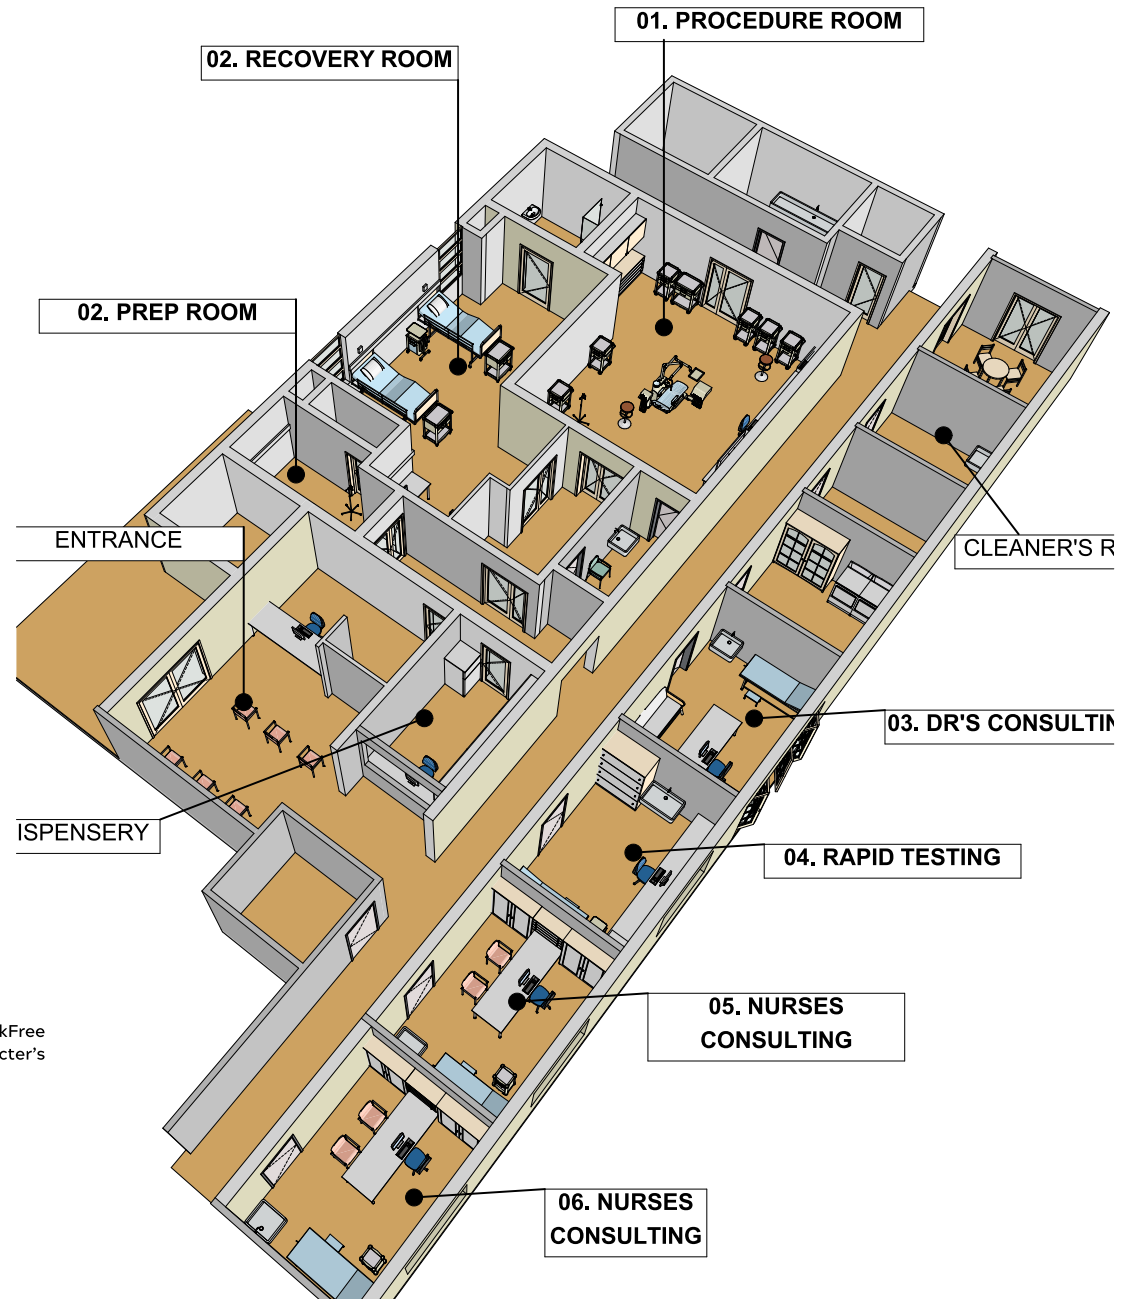 01. PROCEDURE ROOM
02. RECOVERY ROOM
02. PREP ROOM
ENTRANCE
CLEANER'S R
03. DR'S CONSULTIN
ISPENSERY
04. RAPID TESTING
05. NURSES
CONSULTING
kFree
cter's
06. NURSES
CONSULTING